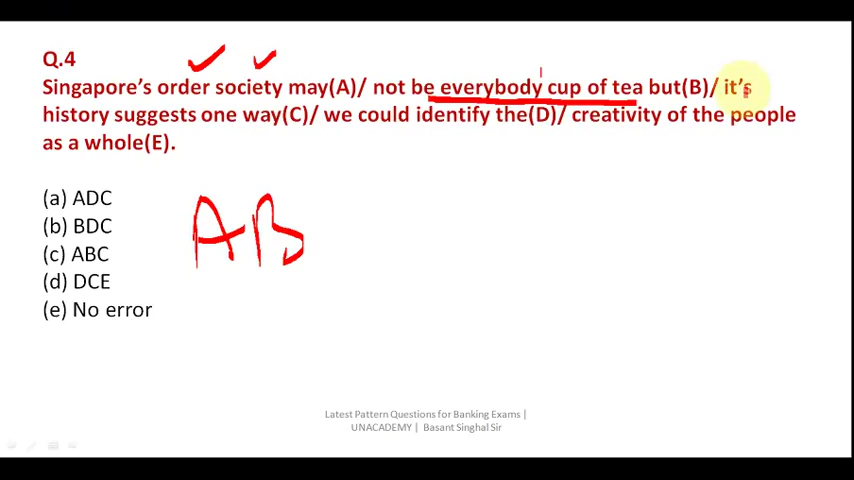 Q.4
Singapore's order society may(A)/ not be everybody cup of tea but(B)/ it's
history suggests one way(C)/ we could identify the(D)/ creativity of the people
as a whole(E).
(a) ADC
(b) BDC
(c) ABC
(d) DCE
(e) No error
AB
Latest Pattern Questions for Banking Exams |
UNACADEMY | Basant Singhal Sir